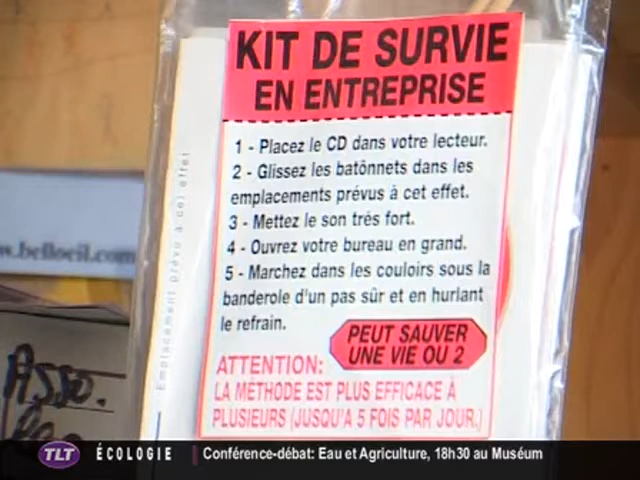 KIT DE SURVIE
EN ENTREPRISE
1 - Placez le CD dans votre lecteur.
2 - Glissez les batônnets dans les
emplacements prévus à cet effet.
3 - Mettez le son trés fort.
4 - Ouvrez votre bureau en grand.
5 - Marchez dans les couloirs sous la
banderole d'un pas sûr et en hurlant
le refrain.
PEUT SAUVER
UNE VIE OU 2
ATTENTION:
LA MÉTHODE EST PLUS EFFICACE À
PLUSIEURS (JUSQU'A 5 FOIS PAR JOUR.)
Emplacement prévu à cet effet
w.belloeil.com
Asso.
TLT ÉCOLOGIE Conférence-débat: Eau et Agriculture, 18h30 au Muséum